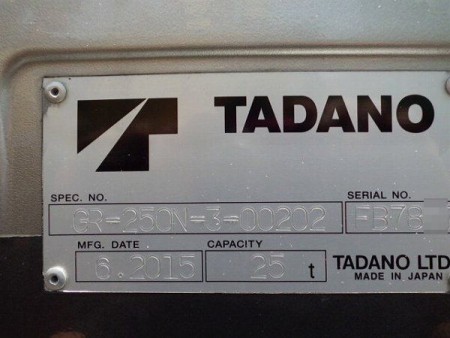 TADANO
SPEC. NO. SERIAL NO.
GR-250N-3-00202 FB7B
MFG. DATE CAPACITY
6.2015 25 t TADANO LTD
MADE IN JAPAN